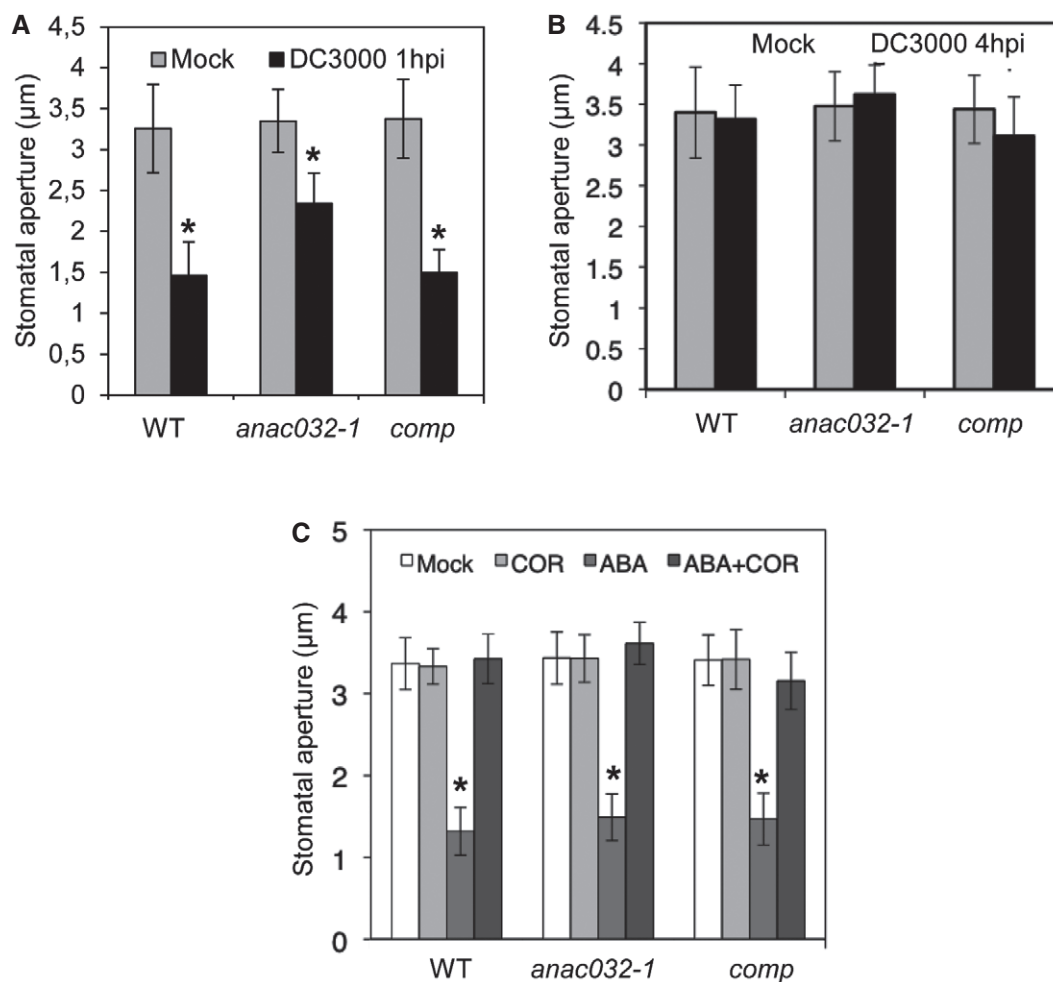 A
Stomatal aperture (µm)
4,5
4
3,5
3
2,5
2
1,5
1
0,5
0
Mock DC3000 1hpi
*
*
*
WT anac032-1 comp
B
Stomatal aperture (µm)
4.5
4
3.5
3
2.5
2
1.5
1
0.5
0
Mock DC3000 4hpi
WT anac032-1 comp
C
Stomatal aperture (µm)
5
4
3
2
1
0
Mock COR ABA ABA+COR
*
*
*
WT anac032-1 comp